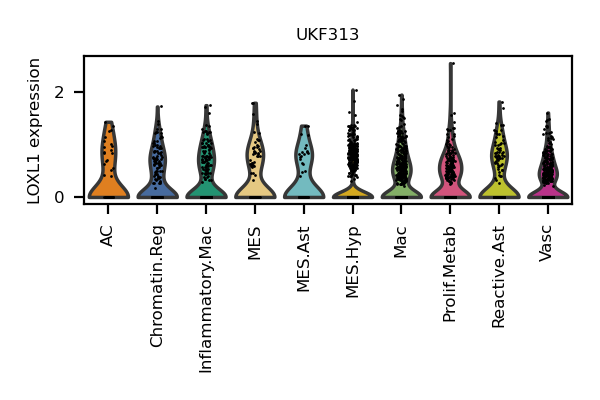 UKF313
LOXL1 expression
2
0
AC
Chromatin.Reg
Inflammatory.Mac
MES
MES.Ast
MES.Hyp
Mac
Prolif.Metab
Reactive.Ast
Vasc